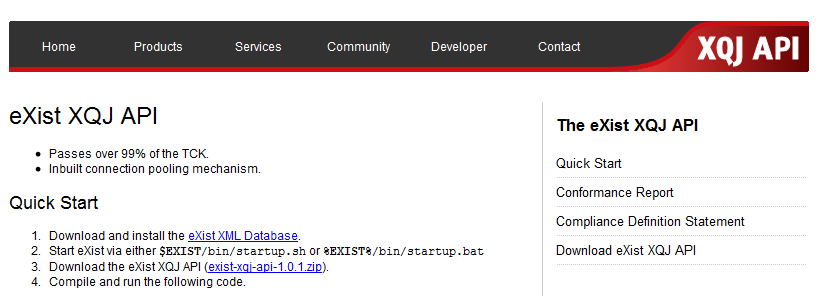 Home Products Services Community Developer Contact XQJ API
eXist XQJ API
• Passes over 99% of the TCK.
• Inbuilt connection pooling mechanism.
Quick Start
1. Download and install the eXist XML Database.
2. Start eXist via either $EXIST/bin/startup.sh or %EXIST%/bin/startup.bat
3. Download the eXist XQJ API (exist-xqj-api-1.0.1.zip).
4. Compile and run the following code.
The eXist XQJ API
Quick Start
Conformance Report
Compliance Definition Statement
Download eXist XQJ API